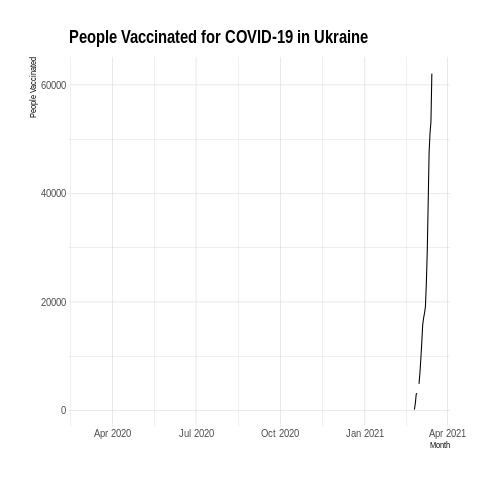 People Vaccinated for COVID-19 in Ukraine
People Vaccinated
60000
40000
20000
0
Apr 2020 Jul 2020 Oct 2020 Jan 2021 Apr 2021
Month